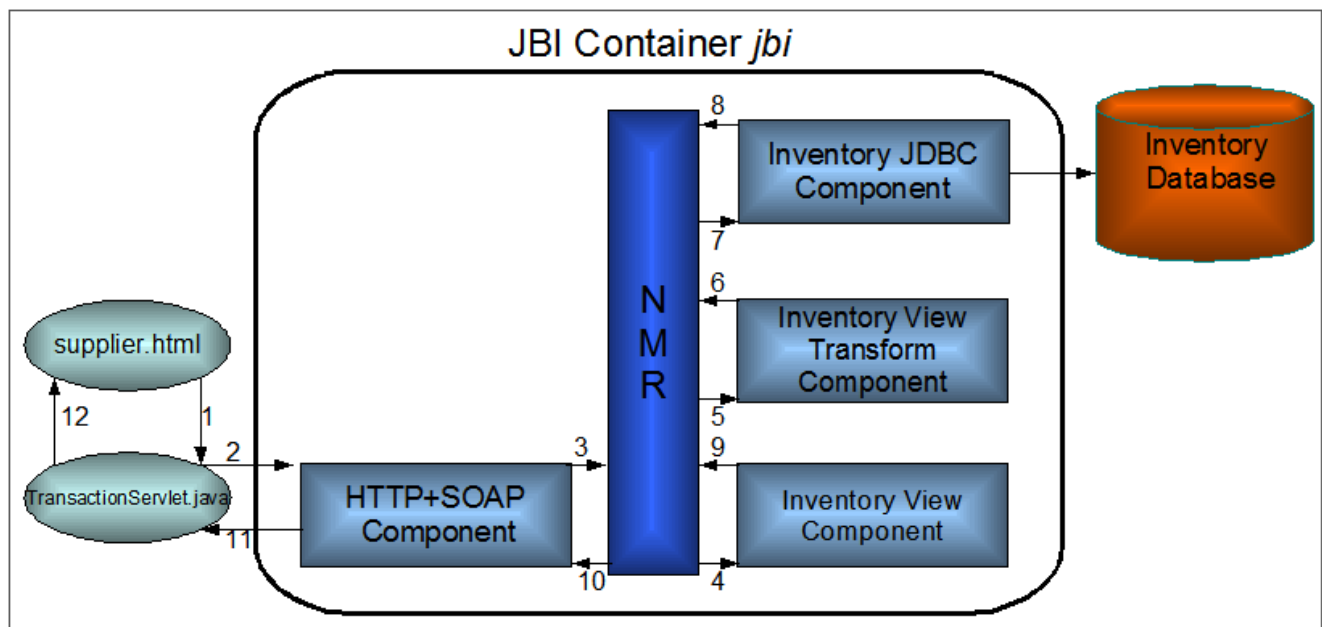 JBI Container jbi
8
Inventory JDBC
Component
7
Inventory
Database
N
M
R
6
Inventory View
Transform
Component
5
supplier.html
12
1
2
3
9
TransactionServlet.java
HTTP+SOAP
Component
Inventory View
Component
11
10
4